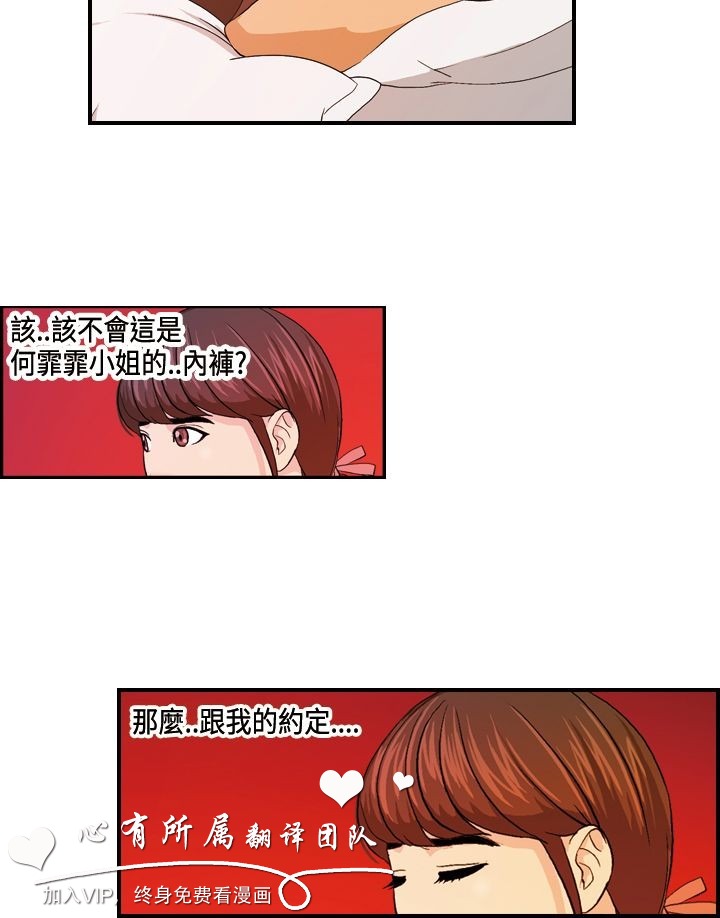 該..該不會這是
何霏霏小姐的..內褲?
那麼..跟我的約定....
心有所属翻译团队
加入VIP,终身免费看漫画